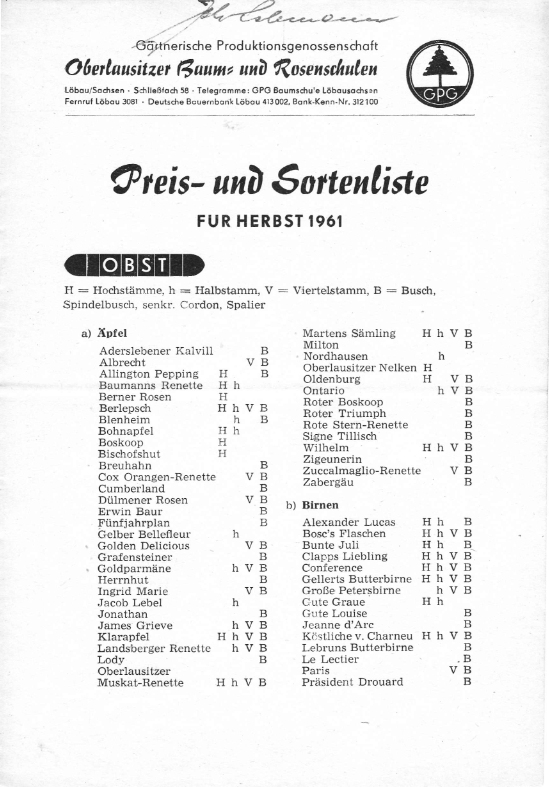 Gärtnerische Produktionsgenossenschaft
Oberlausitzer Baum- und Rosenschulen
Löbau/Sachsen · Schließfach 58 · Telegramme: GPG Baumschule Löbausachsen
Fernruf Löbau 3081 · Deutsche Bauernbank Löbau 413002, Bank-Kenn-Nr. 312100
GPG
Preis- und Sortenliste
FUR HERBST 1961
OBST
H = Hochstämme, h = Halbstamm, V = Viertelstamm, B = Busch,
Spindelbusch, senkr. Cordon, Spalier
a) Äpfel
Aderslebener Kalvill B
Albrecht V B
Allington Pepping H B
Baumanns Renette H h
Berner Rosen H
Berlepsch H h V B
Blenheim h B
Bohnapfel H h
Boskoop H
Bischofshut H
Breuhahn B
Cox Orangen-Renette V B
Cumberland B
Dülmener Rosen V B
Erwin Baur B
Fünfjahrplan B
Gelber Bellefleur h
Golden Delicious V B
Grafensteiner B
Goldparmäne h V B
Herrnhut B
Ingrid Marie V B
Jacob Lebel h
Jonathan B
James Grieve h V B
Klarapfel H h V B
Landsberger Renette h V B
Lody B
Oberlausitzer
Muskat-Renette H h V B
Martens Sämling H h V B
Milton B
Nordhausen h
Oberlausitzer Nelken H
Oldenburg H V B
Ontario h V B
Roter Boskoop B
Roter Triumph B
Rote Stern-Renette B
Signe Tillisch B
Wilhelm H h V B
Zigeunerin B
Zuccalmaglio-Renette V B
Zabergäu B
b) Birnen
Alexander Lucas H h B
Bosc's Flaschen H h V B
Bunte Juli H h B
Clapps Liebling H h V B
Conference H h V B
Gellerts Butterbirne H h V B
Große Petersbirne h V B
Gute Graue H h
Gute Louise B
Jeanne d'Arc B
Köstliche v. Charneu H h V B
Lebruns Butterbirne B
Le Lectier B
Paris V B
Präsident Drouard B